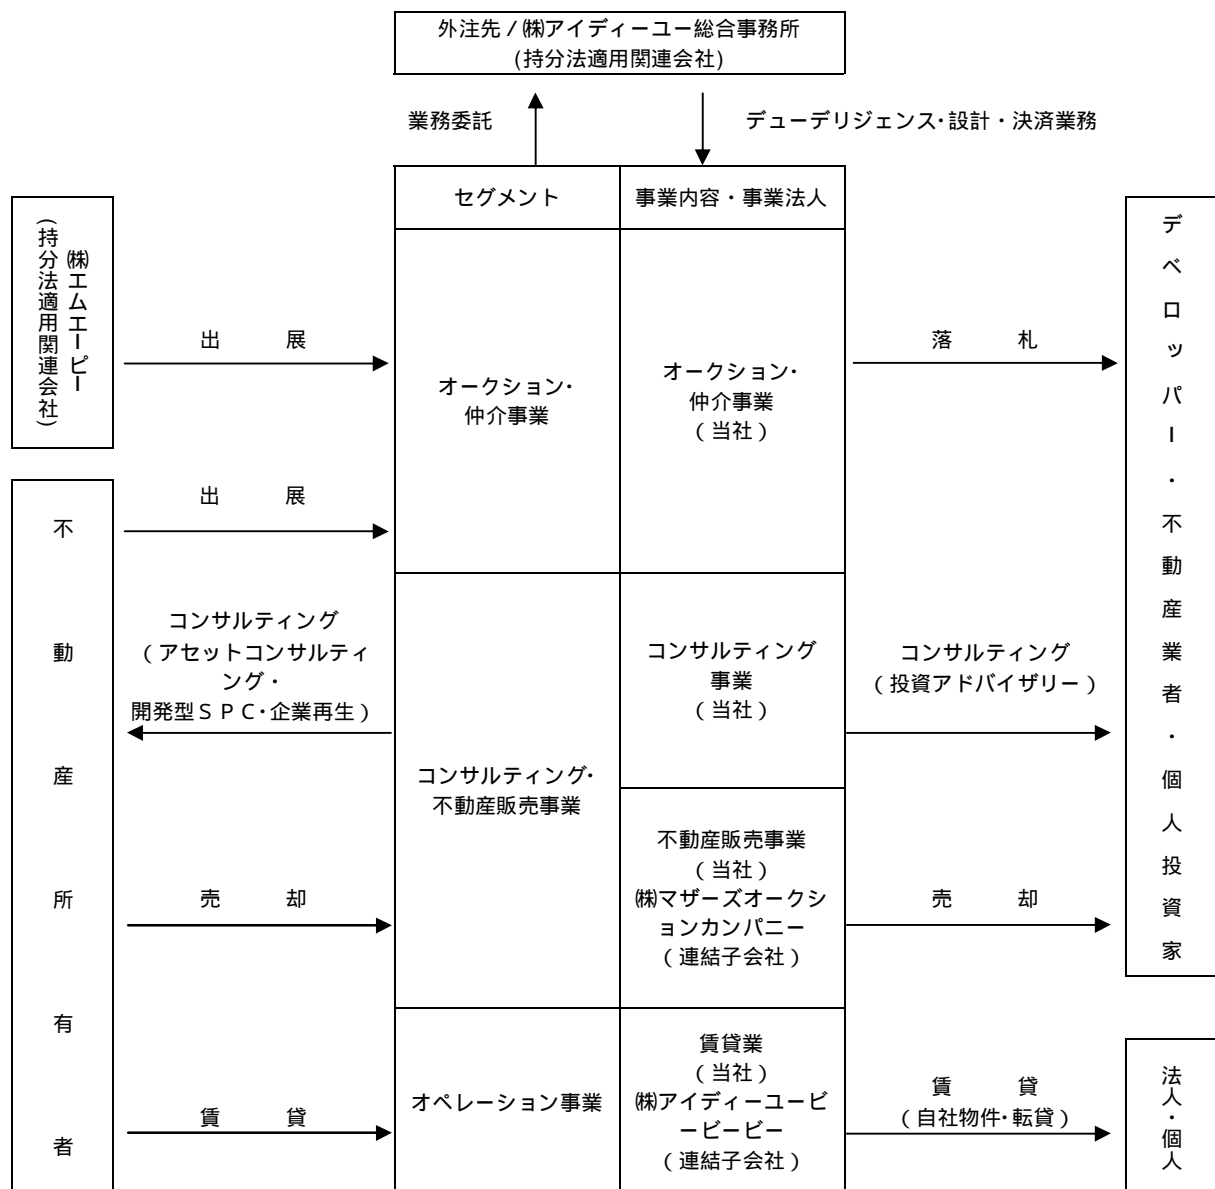 外注先／㈱アイディーユー総合事務所
(持分法適用関連会社)
業務委託
デューデリジェンス・設計・決済業務
セグメント
事業内容・事業法人
㈱エムエーピー
(持分法適用関連会社)
出　展
オークション・
仲介事業
オークション・
仲介事業
（当社）
落　札
デベロッパー・不動産業者・個人投資家
不動産所有者
出　展
コンサルティング
（アセットコンサルティ
ング・
開発型ＳＰＣ・企業再生）
コンサルティング・
不動産販売事業
コンサルティング
事業
（当社）
コンサルティング
（投資アドバイザリー）
売　却
不動産販売事業
（当社）
㈱マザーズオークシ
ョンカンパニー
（連結子会社）
売　却
賃　貸
オペレーション事業
賃貸業
（当社）
㈱アイディーユービ
ービービー
（連結子会社）
賃　貸
（自社物件・転貸）
法人・個人